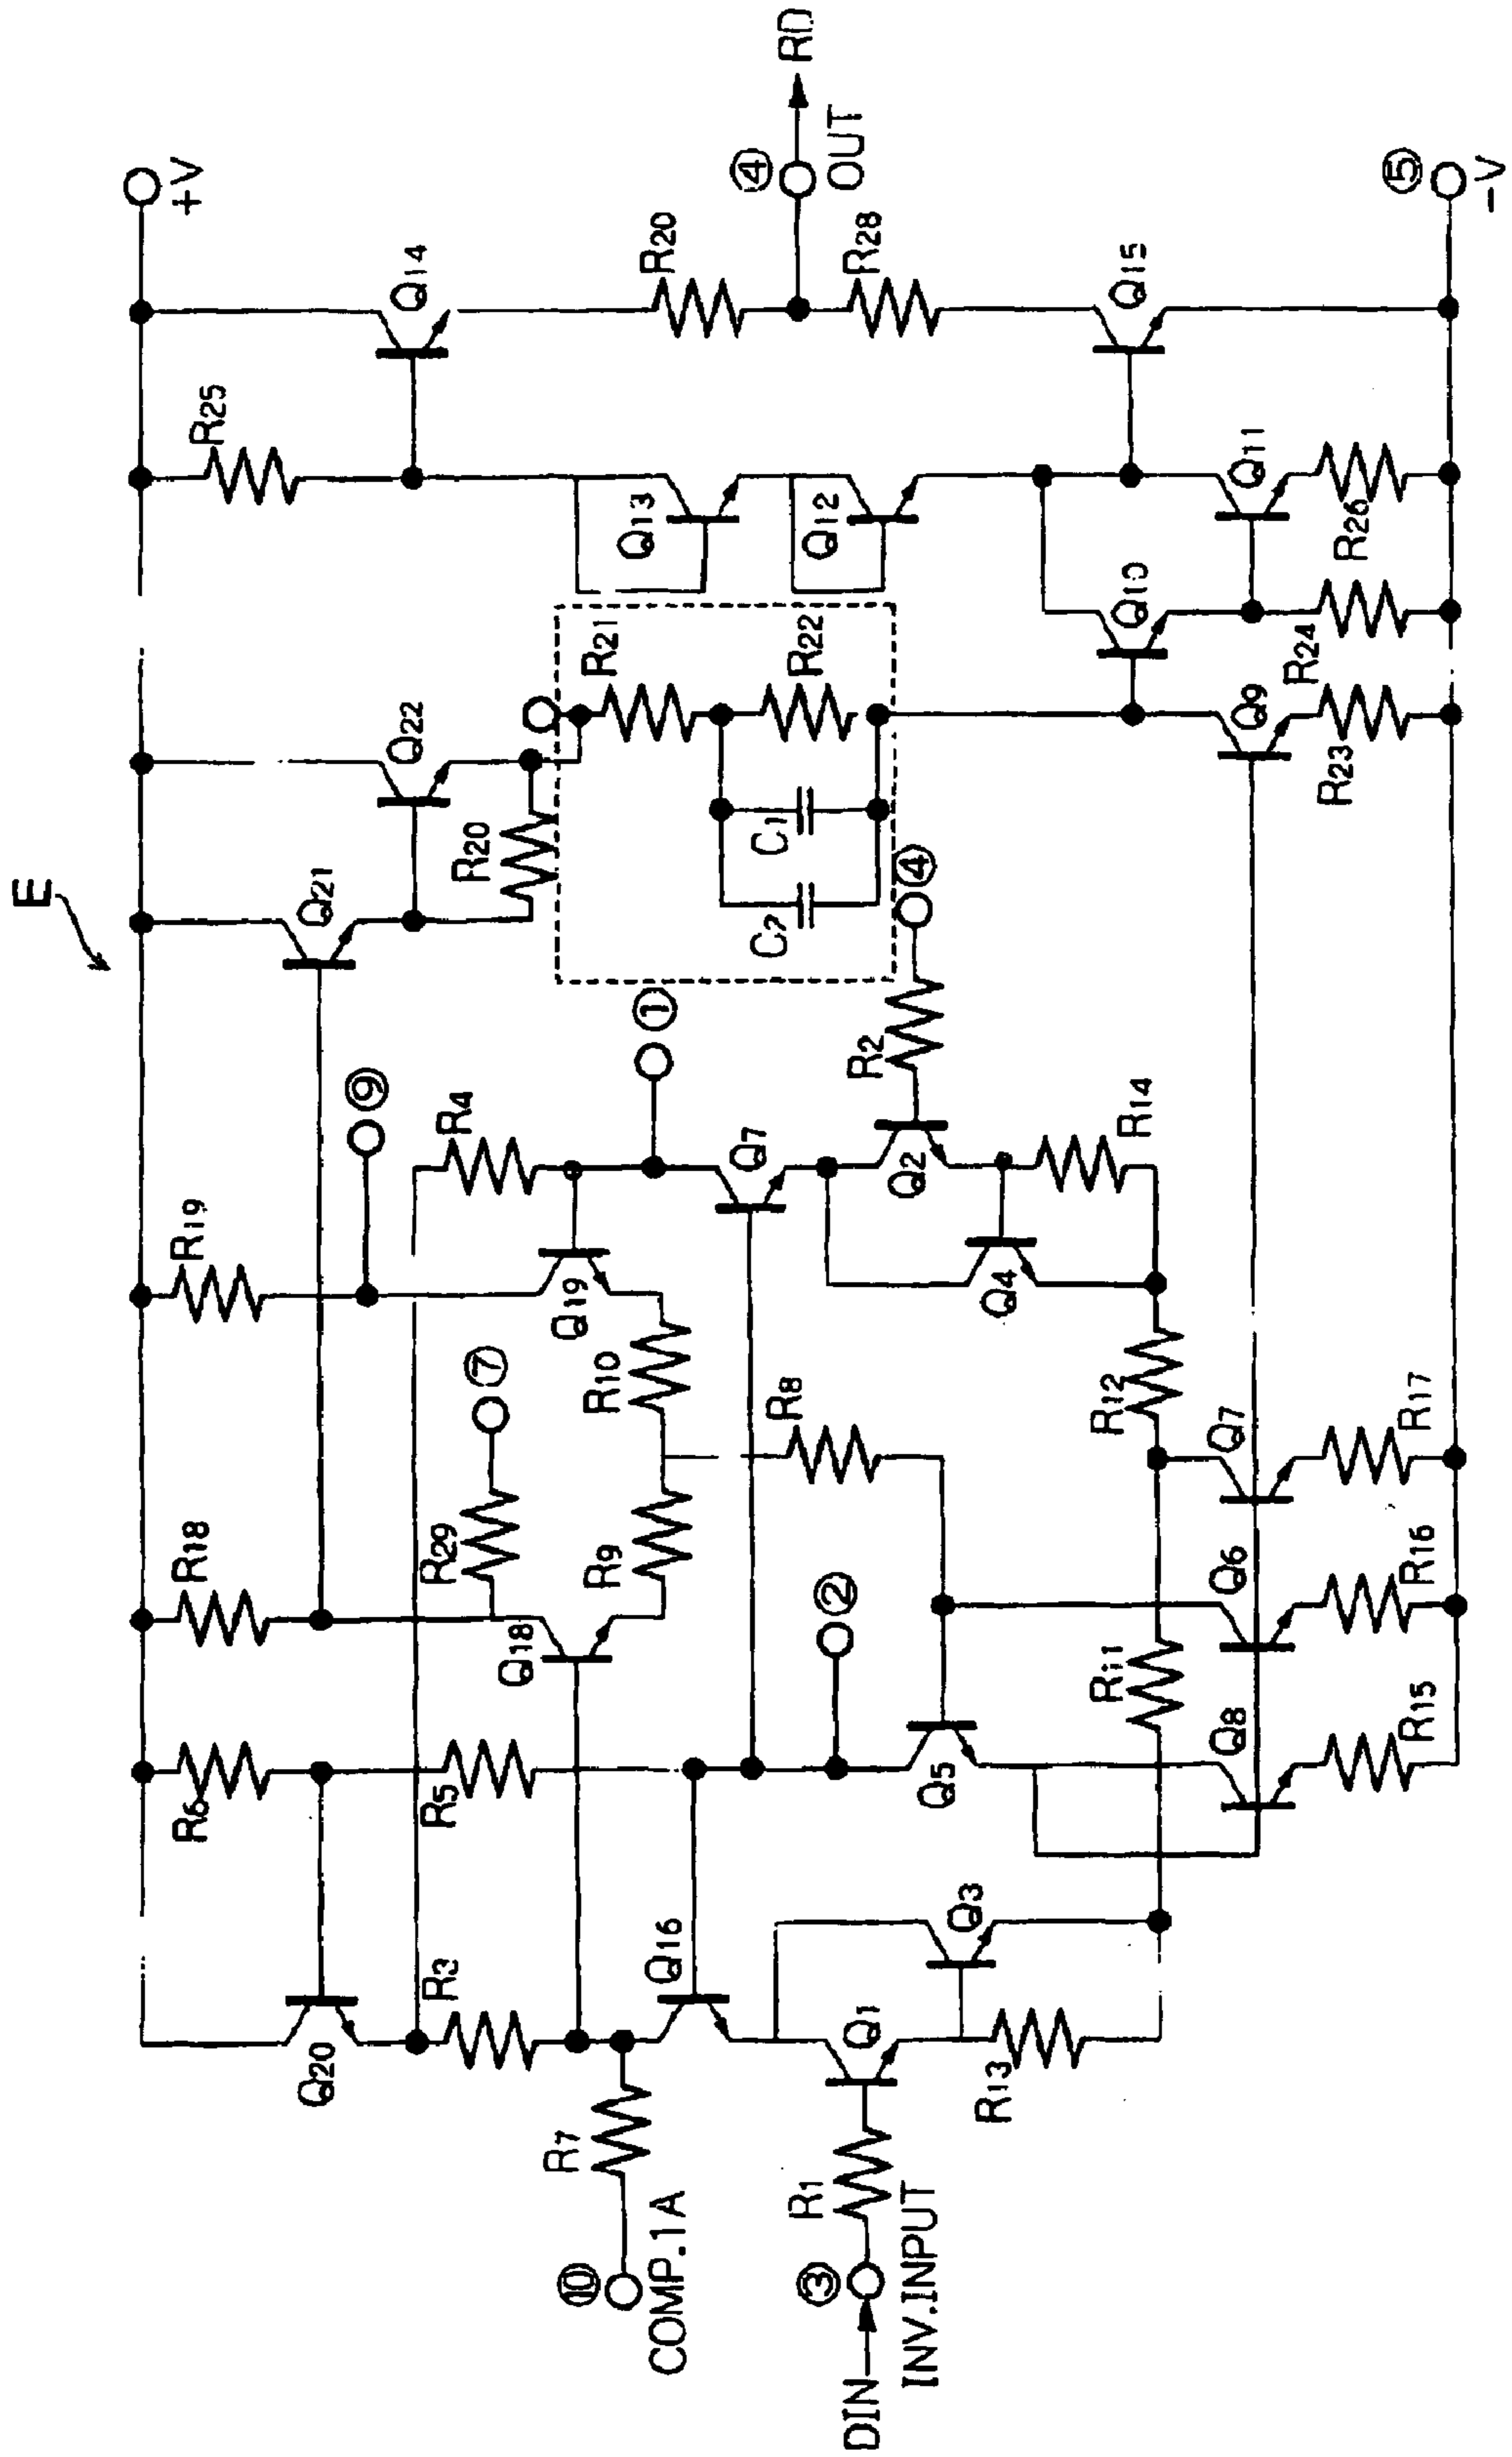 E
+V
R6
R18
R19
R25
Q20
Q21
Q22
Q14
⑨
R3
R5
R29
⑦
R4
R20
R20
④
OUT
RD
⑩
COMP.1A
R7
Q16
Q18
R9
R10
Q19
①
R21
Q13
C2
C1
R22
Q12
R28
③
DIN
INV.INPUT
R1
Q1
Q3
②
Q5
R8
Q7
R2
④
Q2
Q4
R14
R13
R11
R12
Q10
Q15
Q8
Q6
Q7
Q9
Q11
R15
R16
R17
R23
R24
R26
⑤
-V